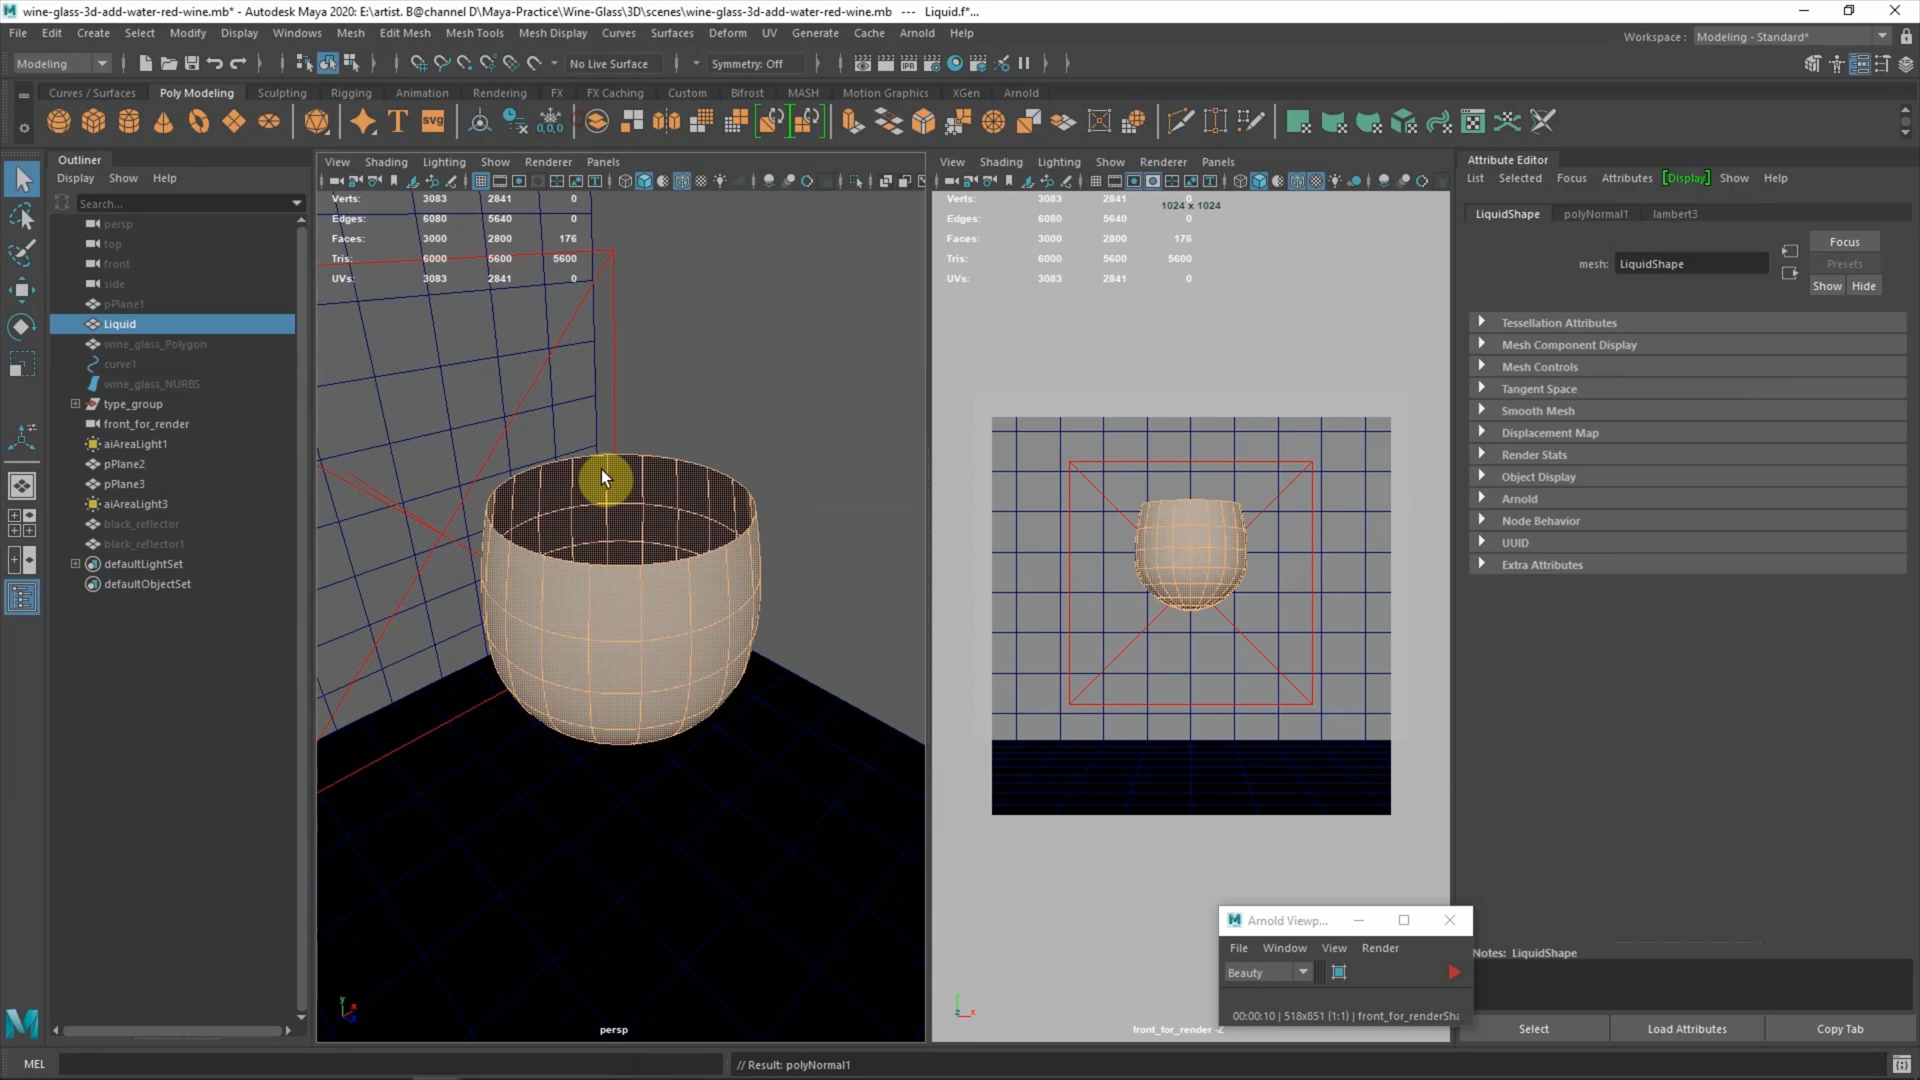 wine-glass-3d-add-water-red-wine.mb* - Autodesk Maya 2020: E:\artist. B@channel D\Maya-Practice\Wine-Glass\3D\scenes\wine-glass-3d-add-water-red-wine.mb --- Liquid.f*...
File Edit Create Select Modify Display Windows Mesh Edit Mesh Mesh Tools Mesh Display Curves Surfaces Deform UV Generate Cache Arnold Help
Workspace : Modeling - Standard*
Modeling No Live Surface Symmetry: Off
Curves / Surfaces Poly Modeling Sculpting Rigging Animation Rendering FX FX Caching Custom Bifrost MASH Motion Graphics XGen Arnold
T svg 0,0,0 IPR
Outliner
Display Show Help
Search...
persp
top
front
side
pPlane1
Liquid
wine_glass_Polygon
curve1
wine_glass_NURBS
type_group
front_for_render
aiAreaLight1
pPlane2
pPlane3
aiAreaLight3
black_reflector
black_reflector1
defaultLightSet
defaultObjectSet
View Shading Lighting Show Renderer Panels
Verts: 3083 2841 0
Edges: 6080 5640 0
Faces: 3000 2800 176
Tris: 6000 5600 5600
UVs: 3083 2841 0
y x z
persp
View Shading Lighting Show Renderer Panels
Verts: 3083 2841 0
1024 x 1024
Edges: 6080 5640 0
Faces: 3000 2800 176
Tris: 6000 5600 5600
UVs: 3083 2841 0
front_for_render -Z
Arnold Viewp...
File Window View Render
Beauty
00:00:10 | 518x851 (1:1) | front_for_renderSha
Attribute Editor
List Selected Focus Attributes [Display] Show Help
LiquidShape polyNormal1 lambert3
mesh: LiquidShape
Focus
Presets
Show Hide
Tessellation Attributes
Mesh Component Display
Mesh Controls
Tangent Space
Smooth Mesh
Displacement Map
Render Stats
Object Display
Arnold
Node Behavior
UUID
Extra Attributes
Notes: LiquidShape
Select Load Attributes Copy Tab
MEL
// Result: polyNormal1